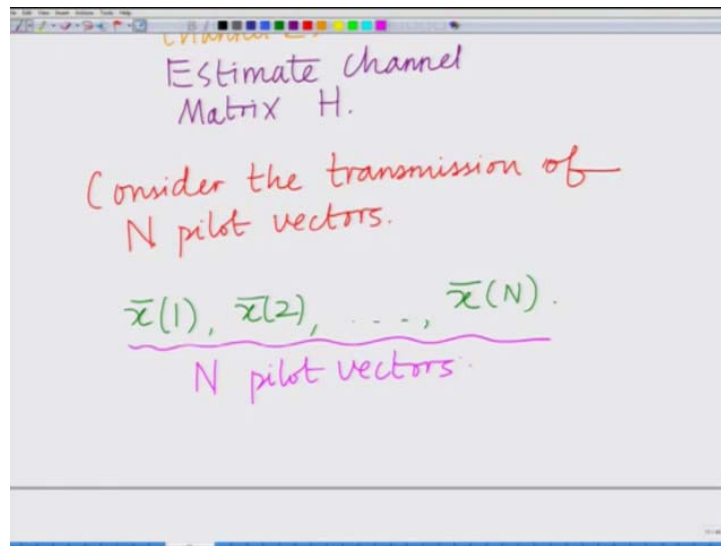 Estimate channel
Matrix H.
Consider the transmission of
N pilot vectors.
x̄(1), x̄(2), ...., x̄(N).
N pilot vectors.